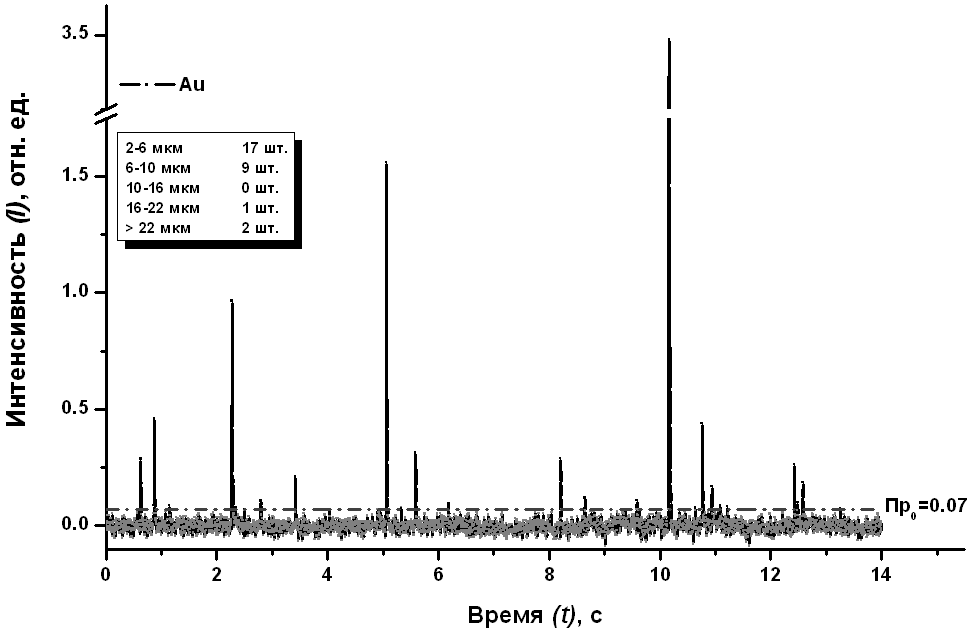 3.5
Au
2-6 мкм 17 шт.
6-10 мкм 9 шт.
10-16 мкм 0 шт.
16-22 мкм 1 шт.
> 22 мкм 2 шт.
1.5
1.0
0.5
0.0
Интенсивность (I), отн. ед.
Пр₀=0.07
0 2 4 6 8 10 12 14
Время (t), с